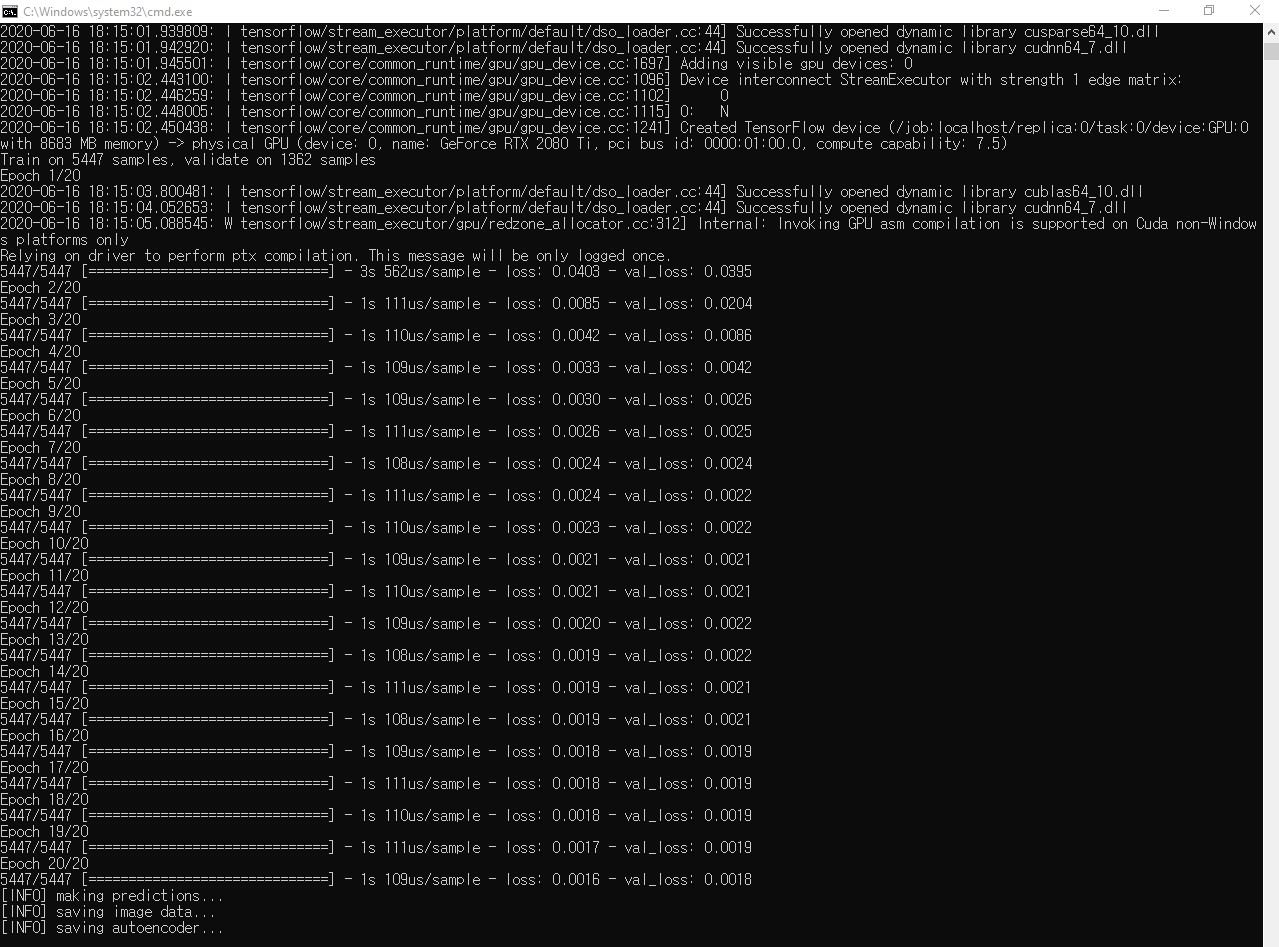 C:\Windows\system32\cmd.exe
2020-06-16 18:15:01.939809: I tensorflow/stream_executor/platform/default/dso_loader.cc:44] Successfully opened dynamic library cusparse64_10.dll
2020-06-16 18:15:01.942920: I tensorflow/stream_executor/platform/default/dso_loader.cc:44] Successfully opened dynamic library cudnn64_7.dll
2020-06-16 18:15:01.945501: I tensorflow/core/common_runtime/gpu/gpu_device.cc:1697] Adding visible gpu devices: 0
2020-06-16 18:15:02.443100: I tensorflow/core/common_runtime/gpu/gpu_device.cc:1096] Device interconnect StreamExecutor with strength 1 edge matrix:
2020-06-16 18:15:02.446259: I tensorflow/core/common_runtime/gpu/gpu_device.cc:1102]      0
2020-06-16 18:15:02.448005: I tensorflow/core/common_runtime/gpu/gpu_device.cc:1115] 0:   N
2020-06-16 18:15:02.450438: I tensorflow/core/common_runtime/gpu/gpu_device.cc:1241] Created TensorFlow device (/job:localhost/replica:0/task:0/device:GPU:0
with 8683 MB memory) -> physical GPU (device: 0, name: GeForce RTX 2080 Ti, pci bus id: 0000:01:00.0, compute capability: 7.5)
Train on 5447 samples, validate on 1362 samples
Epoch 1/20
2020-06-16 18:15:03.800481: I tensorflow/stream_executor/platform/default/dso_loader.cc:44] Successfully opened dynamic library cublas64_10.dll
2020-06-16 18:15:04.052653: I tensorflow/stream_executor/platform/default/dso_loader.cc:44] Successfully opened dynamic library cudnn64_7.dll
2020-06-16 18:15:05.088545: W tensorflow/stream_executor/gpu/redzone_allocator.cc:312] Internal: Invoking GPU asm compilation is supported on Cuda non-Window
s platforms only
Relying on driver to perform ptx compilation. This message will be only logged once.
5447/5447 [==============================] - 3s 562us/sample - loss: 0.0403 - val_loss: 0.0395
Epoch 2/20
5447/5447 [==============================] - 1s 111us/sample - loss: 0.0085 - val_loss: 0.0204
Epoch 3/20
5447/5447 [==============================] - 1s 110us/sample - loss: 0.0042 - val_loss: 0.0086
Epoch 4/20
5447/5447 [==============================] - 1s 109us/sample - loss: 0.0033 - val_loss: 0.0042
Epoch 5/20
5447/5447 [==============================] - 1s 109us/sample - loss: 0.0030 - val_loss: 0.0026
Epoch 6/20
5447/5447 [==============================] - 1s 111us/sample - loss: 0.0026 - val_loss: 0.0025
Epoch 7/20
5447/5447 [==============================] - 1s 108us/sample - loss: 0.0024 - val_loss: 0.0024
Epoch 8/20
5447/5447 [==============================] - 1s 111us/sample - loss: 0.0024 - val_loss: 0.0022
Epoch 9/20
5447/5447 [==============================] - 1s 110us/sample - loss: 0.0023 - val_loss: 0.0022
Epoch 10/20
5447/5447 [==============================] - 1s 109us/sample - loss: 0.0021 - val_loss: 0.0021
Epoch 11/20
5447/5447 [==============================] - 1s 110us/sample - loss: 0.0021 - val_loss: 0.0021
Epoch 12/20
5447/5447 [==============================] - 1s 109us/sample - loss: 0.0020 - val_loss: 0.0022
Epoch 13/20
5447/5447 [==============================] - 1s 108us/sample - loss: 0.0019 - val_loss: 0.0022
Epoch 14/20
5447/5447 [==============================] - 1s 111us/sample - loss: 0.0019 - val_loss: 0.0021
Epoch 15/20
5447/5447 [==============================] - 1s 108us/sample - loss: 0.0019 - val_loss: 0.0021
Epoch 16/20
5447/5447 [==============================] - 1s 109us/sample - loss: 0.0018 - val_loss: 0.0019
Epoch 17/20
5447/5447 [==============================] - 1s 111us/sample - loss: 0.0018 - val_loss: 0.0019
Epoch 18/20
5447/5447 [==============================] - 1s 110us/sample - loss: 0.0018 - val_loss: 0.0019
Epoch 19/20
5447/5447 [==============================] - 1s 111us/sample - loss: 0.0017 - val_loss: 0.0019
Epoch 20/20
5447/5447 [==============================] - 1s 109us/sample - loss: 0.0016 - val_loss: 0.0018
[INFO] making predictions...
[INFO] saving image data...
[INFO] saving autoencoder...